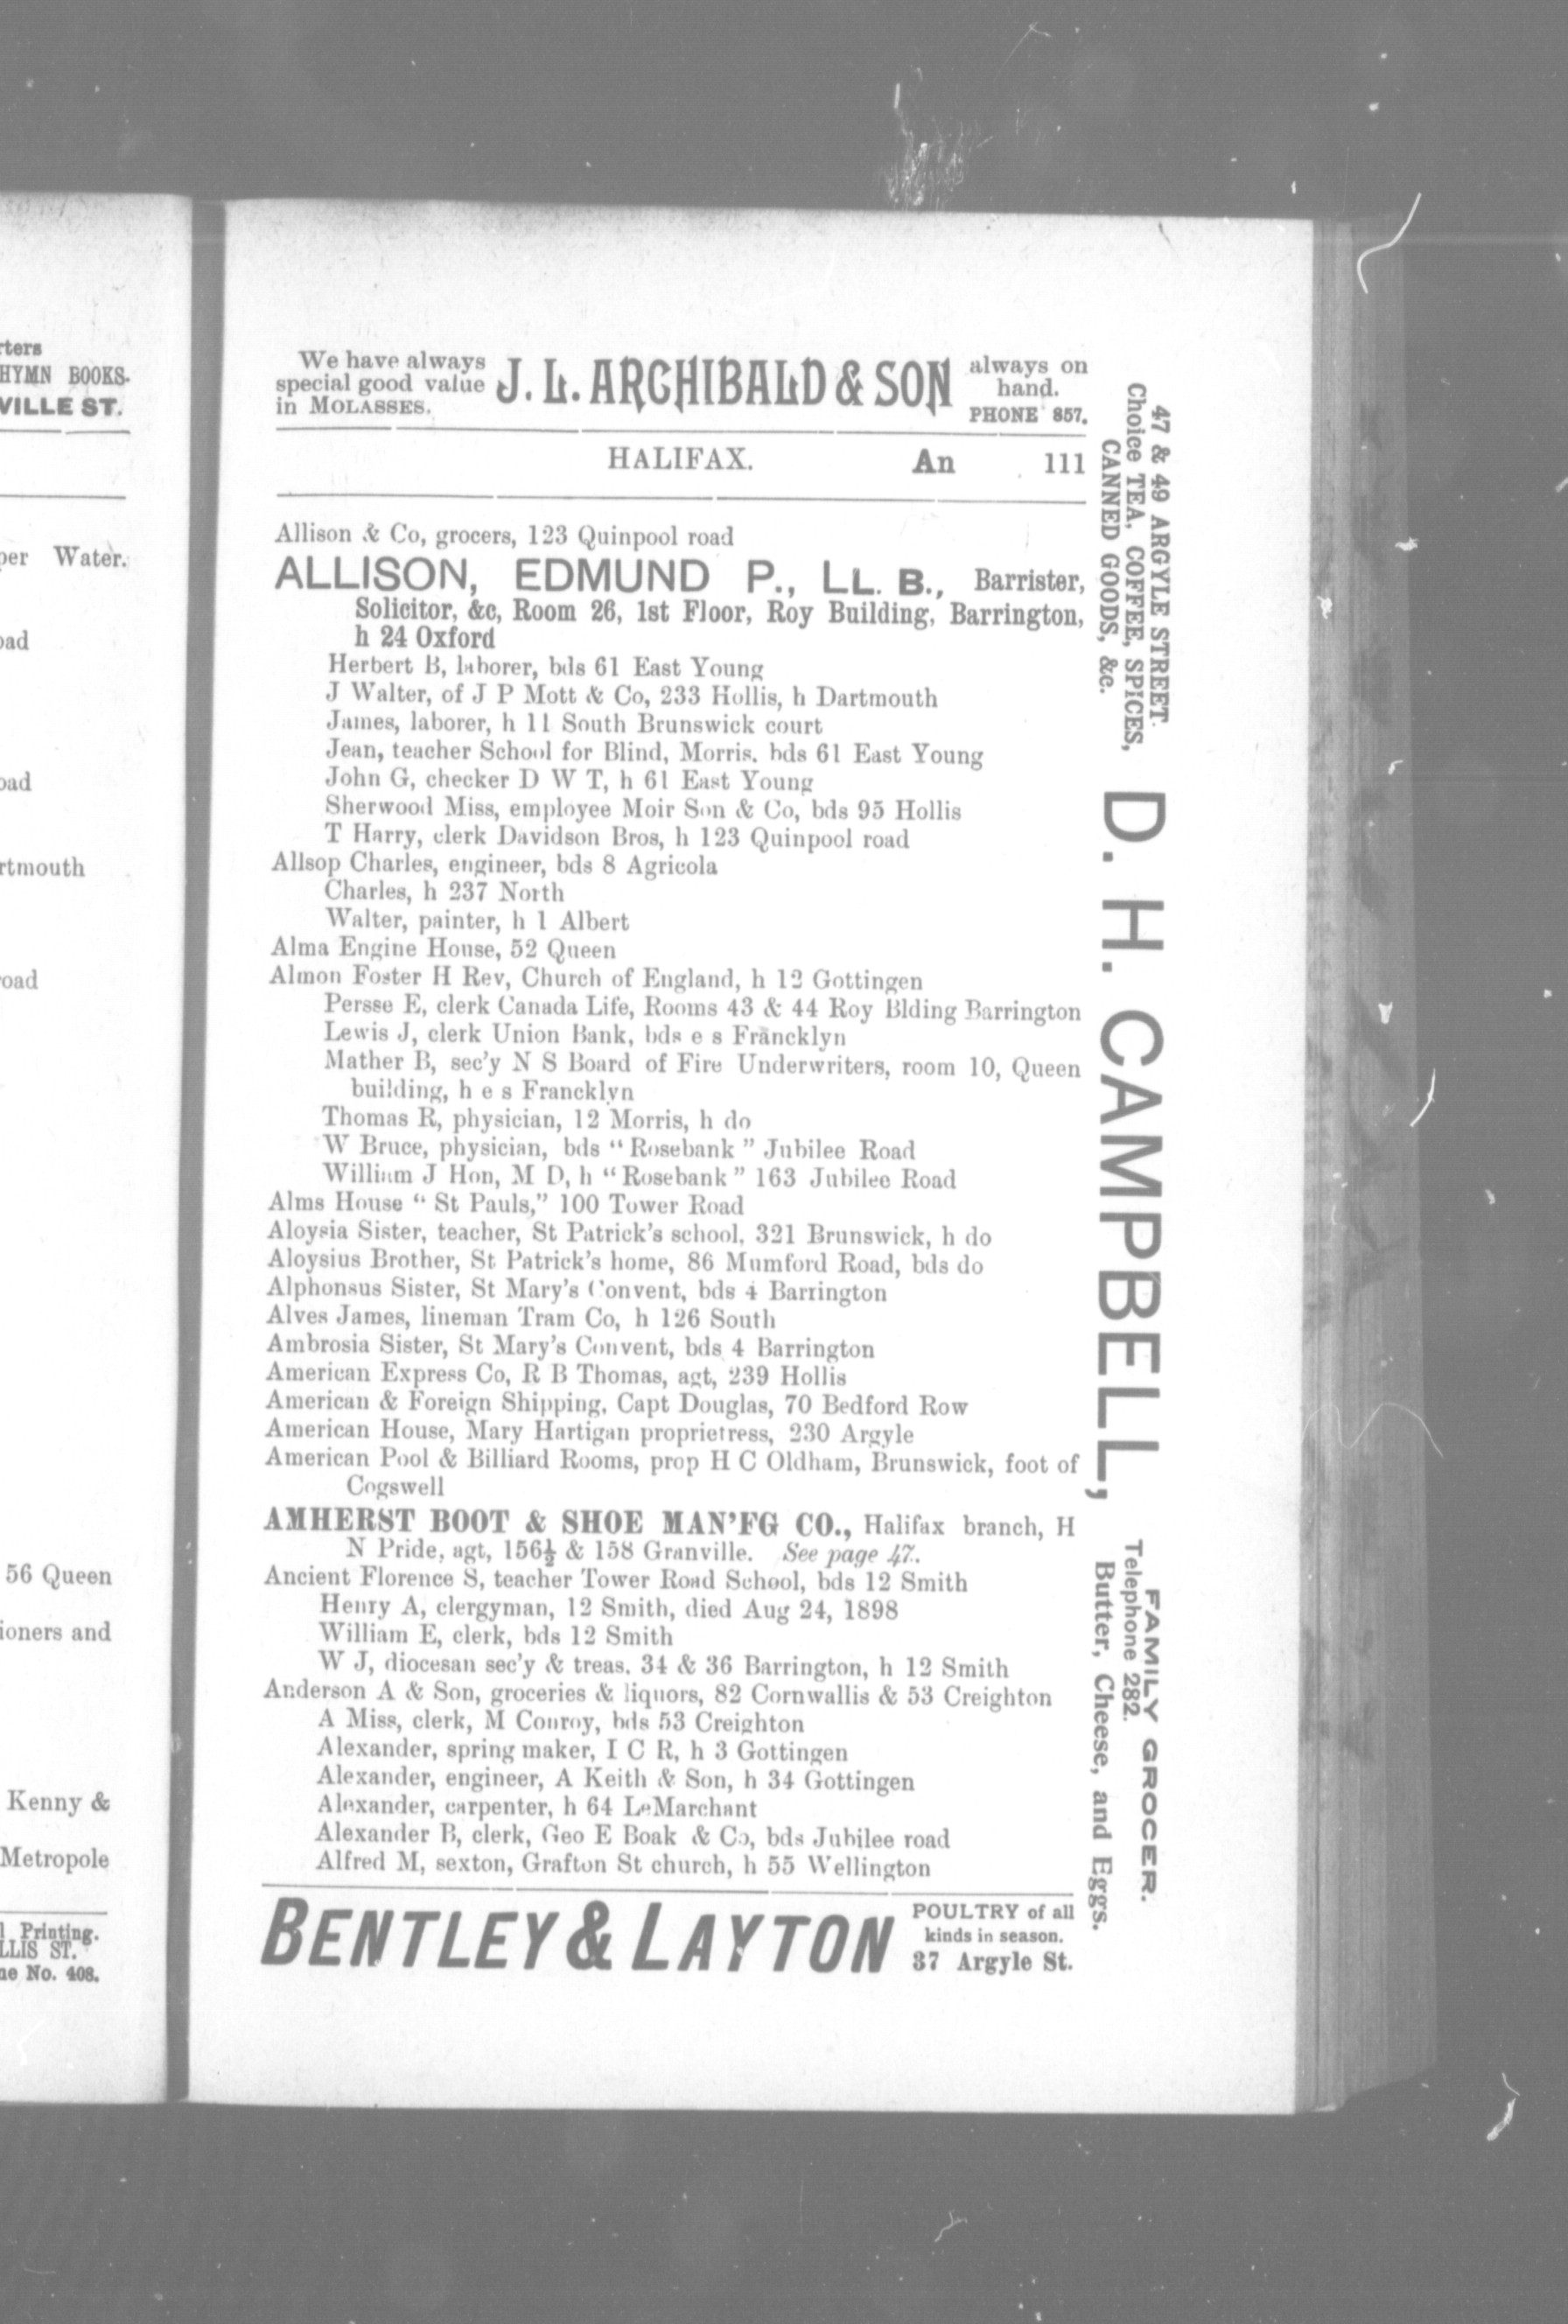 rters
HYMN BOOKS.
VILLE ST.
per Water.
oad
oad
rtmouth
road
56 Queen
ioners and
Kenny &
Metropole
l Printing.
LLIS ST.
ne No. 408.
We have always
special good value
in MOLASSES.
J. L. ARCHIBALD & SON
always on
hand.
PHONE 857.
HALIFAX. An 111
Allison & Co, grocers, 123 Quinpool road
ALLISON, EDMUND P., LL. B., Barrister,
Solicitor, &c, Room 26, 1st Floor, Roy Building, Barrington,
h 24 Oxford
Herbert B, laborer, bds 61 East Young
J Walter, of J P Mott & Co, 233 Hollis, h Dartmouth
James, laborer, h 11 South Brunswick court
Jean, teacher School for Blind, Morris, bds 61 East Young
John G, checker D W T, h 61 East Young
Sherwood Miss, employee Moir Son & Co, bds 95 Hollis
T Harry, clerk Davidson Bros, h 123 Quinpool road
Allsop Charles, engineer, bds 8 Agricola
Charles, h 237 North
Walter, painter, h 1 Albert
Alma Engine House, 52 Queen
Almon Foster H Rev, Church of England, h 12 Gottingen
Persse E, clerk Canada Life, Rooms 43 & 44 Roy Blding Barrington
Lewis J, clerk Union Bank, bds e s Francklyn
Mather B, sec'y N S Board of Fire Underwriters, room 10, Queen
building, h e s Francklyn
Thomas R, physician, 12 Morris, h do
W Bruce, physician, bds "Rosebank" Jubilee Road
William J Hon, M D, h "Rosebank" 163 Jubilee Road
Alms House "St Pauls," 100 Tower Road
Aloysia Sister, teacher, St Patrick's school, 321 Brunswick, h do
Aloysius Brother, St Patrick's home, 86 Mumford Road, bds do
Alphonsus Sister, St Mary's Convent, bds 4 Barrington
Alves James, lineman Tram Co, h 126 South
Ambrosia Sister, St Mary's Convent, bds 4 Barrington
American Express Co, R B Thomas, agt, 239 Hollis
American & Foreign Shipping, Capt Douglas, 70 Bedford Row
American House, Mary Hartigan proprietress, 230 Argyle
American Pool & Billiard Rooms, prop H C Oldham, Brunswick, foot of
Cogswell
AMHERST BOOT & SHOE MAN'FG CO., Halifax branch, H
N Pride, agt, 156½ & 158 Granville. See page 47.
Ancient Florence S, teacher Tower Road School, bds 12 Smith
Henry A, clergyman, 12 Smith, died Aug 24, 1898
William E, clerk, bds 12 Smith
W J, diocesan sec'y & treas, 34 & 36 Barrington, h 12 Smith
Anderson A & Son, groceries & liquors, 82 Cornwallis & 53 Creighton
A Miss, clerk, M Conroy, bds 53 Creighton
Alexander, spring maker, I C R, h 3 Gottingen
Alexander, engineer, A Keith & Son, h 34 Gottingen
Alexander, carpenter, h 64 LeMarchant
Alexander B, clerk, Geo E Boak & Co, bds Jubilee road
Alfred M, sexton, Grafton St church, h 55 Wellington
BENTLEY & LAYTON
POULTRY of all
kinds in season.
37 Argyle St.
47 & 49 ARGYLE STREET.
Choice TEA, COFFEE, SPICES,
CANNED GOODS, &c.
D. H. CAMPBELL,
FAMILY GROCER.
Telephone 282.
Butter, Cheese, and Eggs.